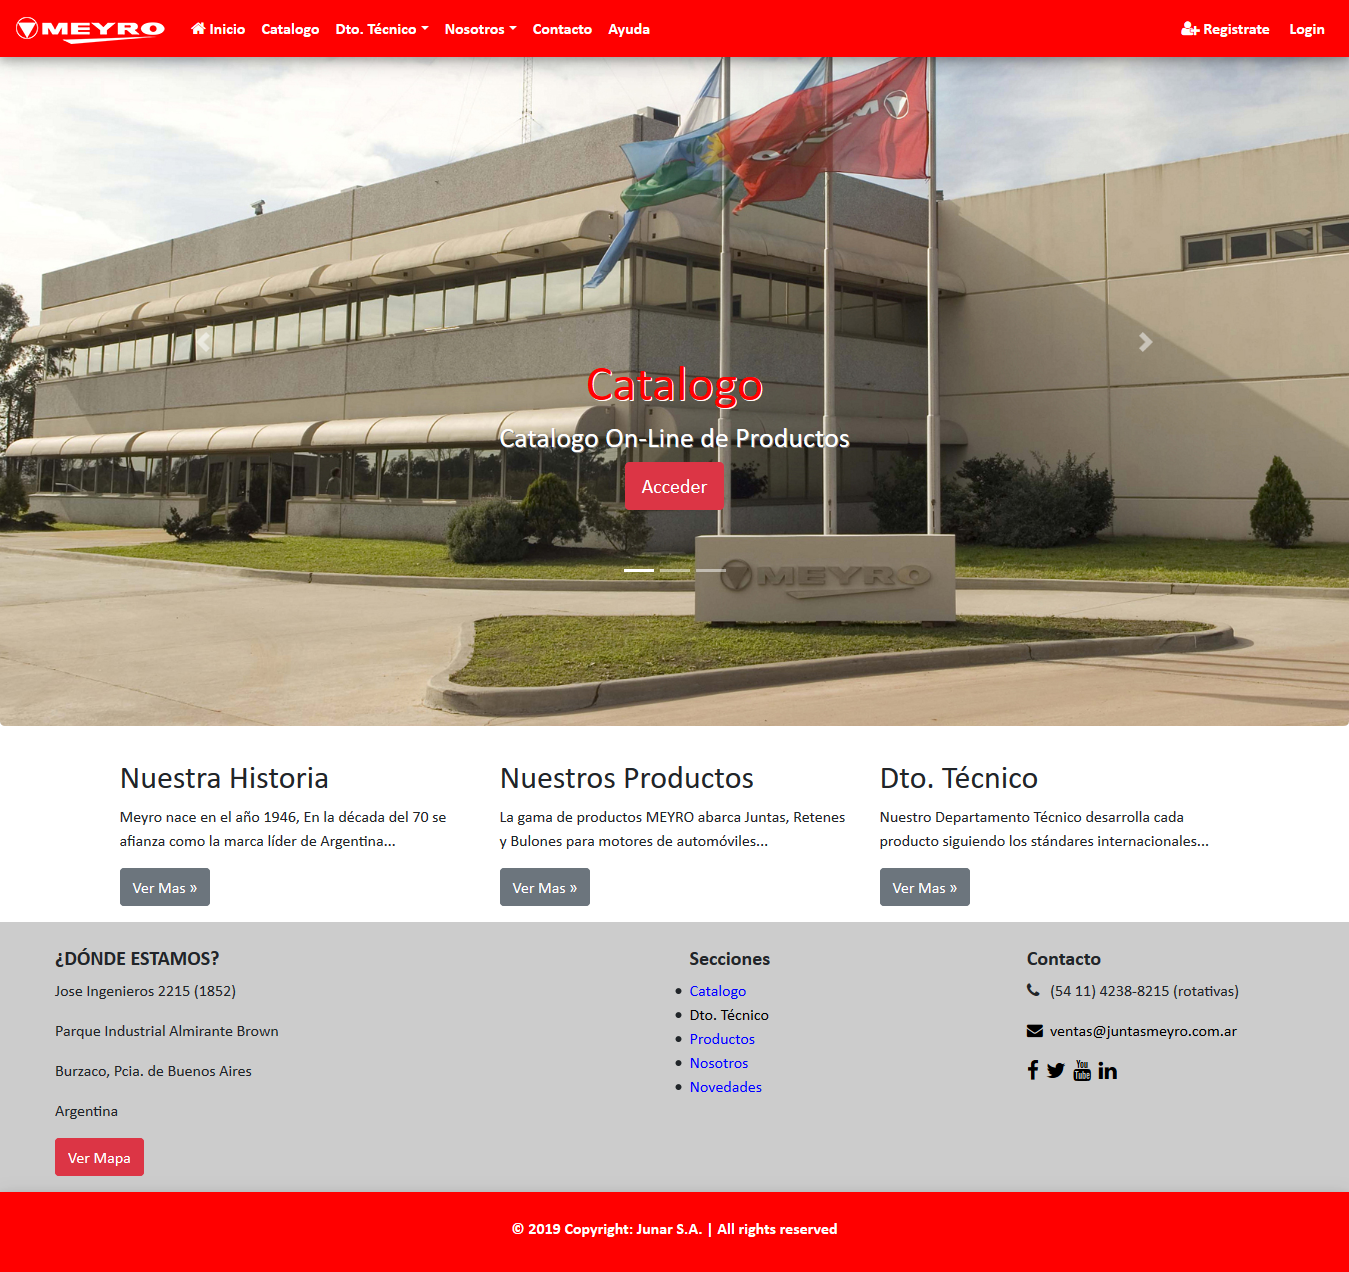 MEYRO
Inicio
Catalogo
Dto. Técnico
Nosotros
Contacto
Ayuda
Registrate
Login
MEYRO
Catalogo
Catalogo On-Line de Productos
Acceder
MEYRO
Nuestra Historia
Meyro nace en el año 1946, En la década del 70 se
afianza como la marca líder de Argentina...
Ver Mas »
Nuestros Productos
La gama de productos MEYRO abarca Juntas, Retenes
y Bulones para motores de automóviles...
Ver Mas »
Dto. Técnico
Nuestro Departamento Técnico desarrolla cada
producto siguiendo los stándares internacionales...
Ver Mas »
¿DÓNDE ESTAMOS?
Jose Ingenieros 2215 (1852)
Parque Industrial Almirante Brown
Burzaco, Pcia. de Buenos Aires
Argentina
Ver Mapa
Secciones
Catalogo
Dto. Técnico
Productos
Nosotros
Novedades
Contacto
(54 11) 4238-8215 (rotativas)
ventas@juntasmeyro.com.ar
You
Tube
© 2019 Copyright: Junar S.A. | All rights reserved